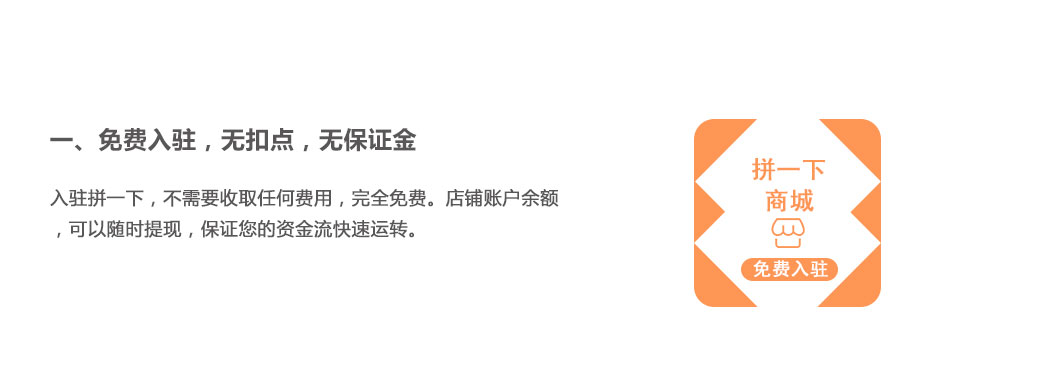 一、免费入驻，无扣点，无保证金
入驻拼一下，不需要收取任何费用，完全免费。店铺账户余额
，可以随时提现，保证您的资金流快速运转。
拼一下
商城
免费入驻